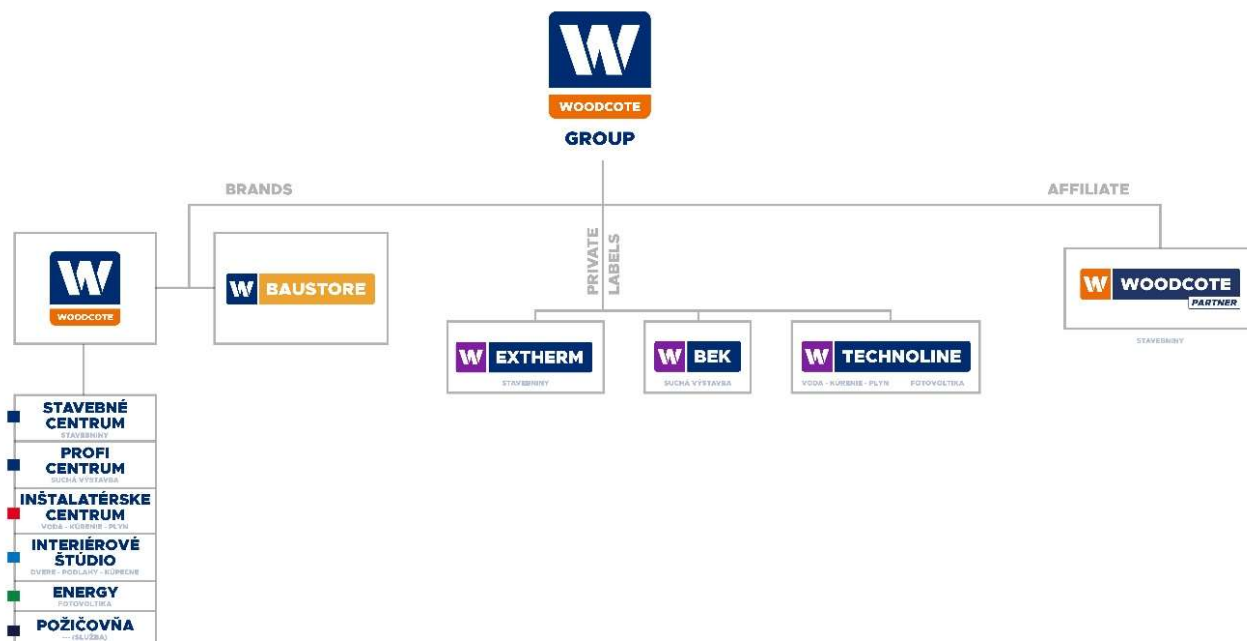 W
WOODCOTE
GROUP
BRANDS
AFFILIATE
PRIVATE
LABELS
W
WOODCOTE
W BAUSTORE
W WOODCOTE
PARTNER
STAVEBNINY
W EXTHERM
STAVEBNINY
W BEK
SUCHÁ VÝSTAVBA
W TECHNOLINE
VODA - KÚRENIE - PLYN FOTOVOLTIKA
STAVEBNÉ
CENTRUM
STAVEBNINY
PROFI
CENTRUM
SUCHÁ VÝSTAVBA
INŠTALATÉRSKE
CENTRUM
VODA - KÚRENIE - PLYN
INTERIÉROVÉ
ŠTÚDIO
DVERE - PODLAHY - KÚPEĽNE
ENERGY
FOTOVOLTIKA
POŽIČOVŇA
(SLUŽBA)